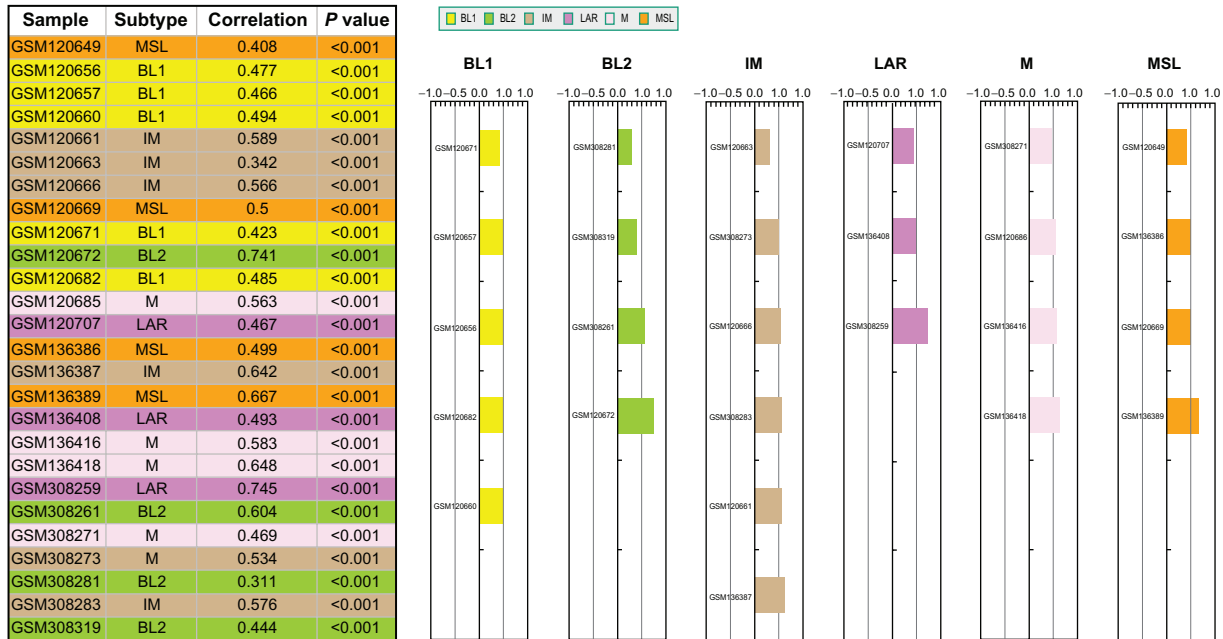 Sample Subtype Correlation P value
GSM120649 MSL 0.408 <0.001
GSM120656 BL1 0.477 <0.001
GSM120657 BL1 0.466 <0.001
GSM120660 BL1 0.494 <0.001
GSM120661 IM 0.589 <0.001
GSM120663 IM 0.342 <0.001
GSM120666 IM 0.566 <0.001
GSM120669 MSL 0.5 <0.001
GSM120671 BL1 0.423 <0.001
GSM120672 BL2 0.741 <0.001
GSM120682 BL1 0.485 <0.001
GSM120685 M 0.563 <0.001
GSM120707 LAR 0.467 <0.001
GSM136386 MSL 0.499 <0.001
GSM136387 IM 0.642 <0.001
GSM136389 MSL 0.667 <0.001
GSM136408 LAR 0.493 <0.001
GSM136416 M 0.583 <0.001
GSM136418 M 0.648 <0.001
GSM308259 LAR 0.745 <0.001
GSM308261 BL2 0.604 <0.001
GSM308271 M 0.469 <0.001
GSM308273 M 0.534 <0.001
GSM308281 BL2 0.311 <0.001
GSM308283 IM 0.576 <0.001
GSM308319 BL2 0.444 <0.001
BL1 BL2 IM LAR M MSL
BL1
−1.0 −0.5 0.0 1.0 1.0
GSM120671
GSM120657
GSM120656
GSM120682
GSM120660
BL2
−1.0 −0.5 0.0 1.0 1.0
GSM308281
GSM308319
GSM308261
GSM120672
IM
−1.0 −0.5 0.0 1.0 1.0
GSM120663
GSM308273
GSM120666
GSM308283
GSM120661
GSM136387
LAR
−1.0 −0.5 0.0 1.0 1.0
GSM120707
GSM136408
GSM308259
M
−1.0 −0.5 0.0 1.0 1.0
GSM308271
GSM120686
GSM136416
GSM136418
MSL
−1.0 −0.5 0.0 1.0 1.0
GSM120649
GSM136386
GSM120669
GSM136389